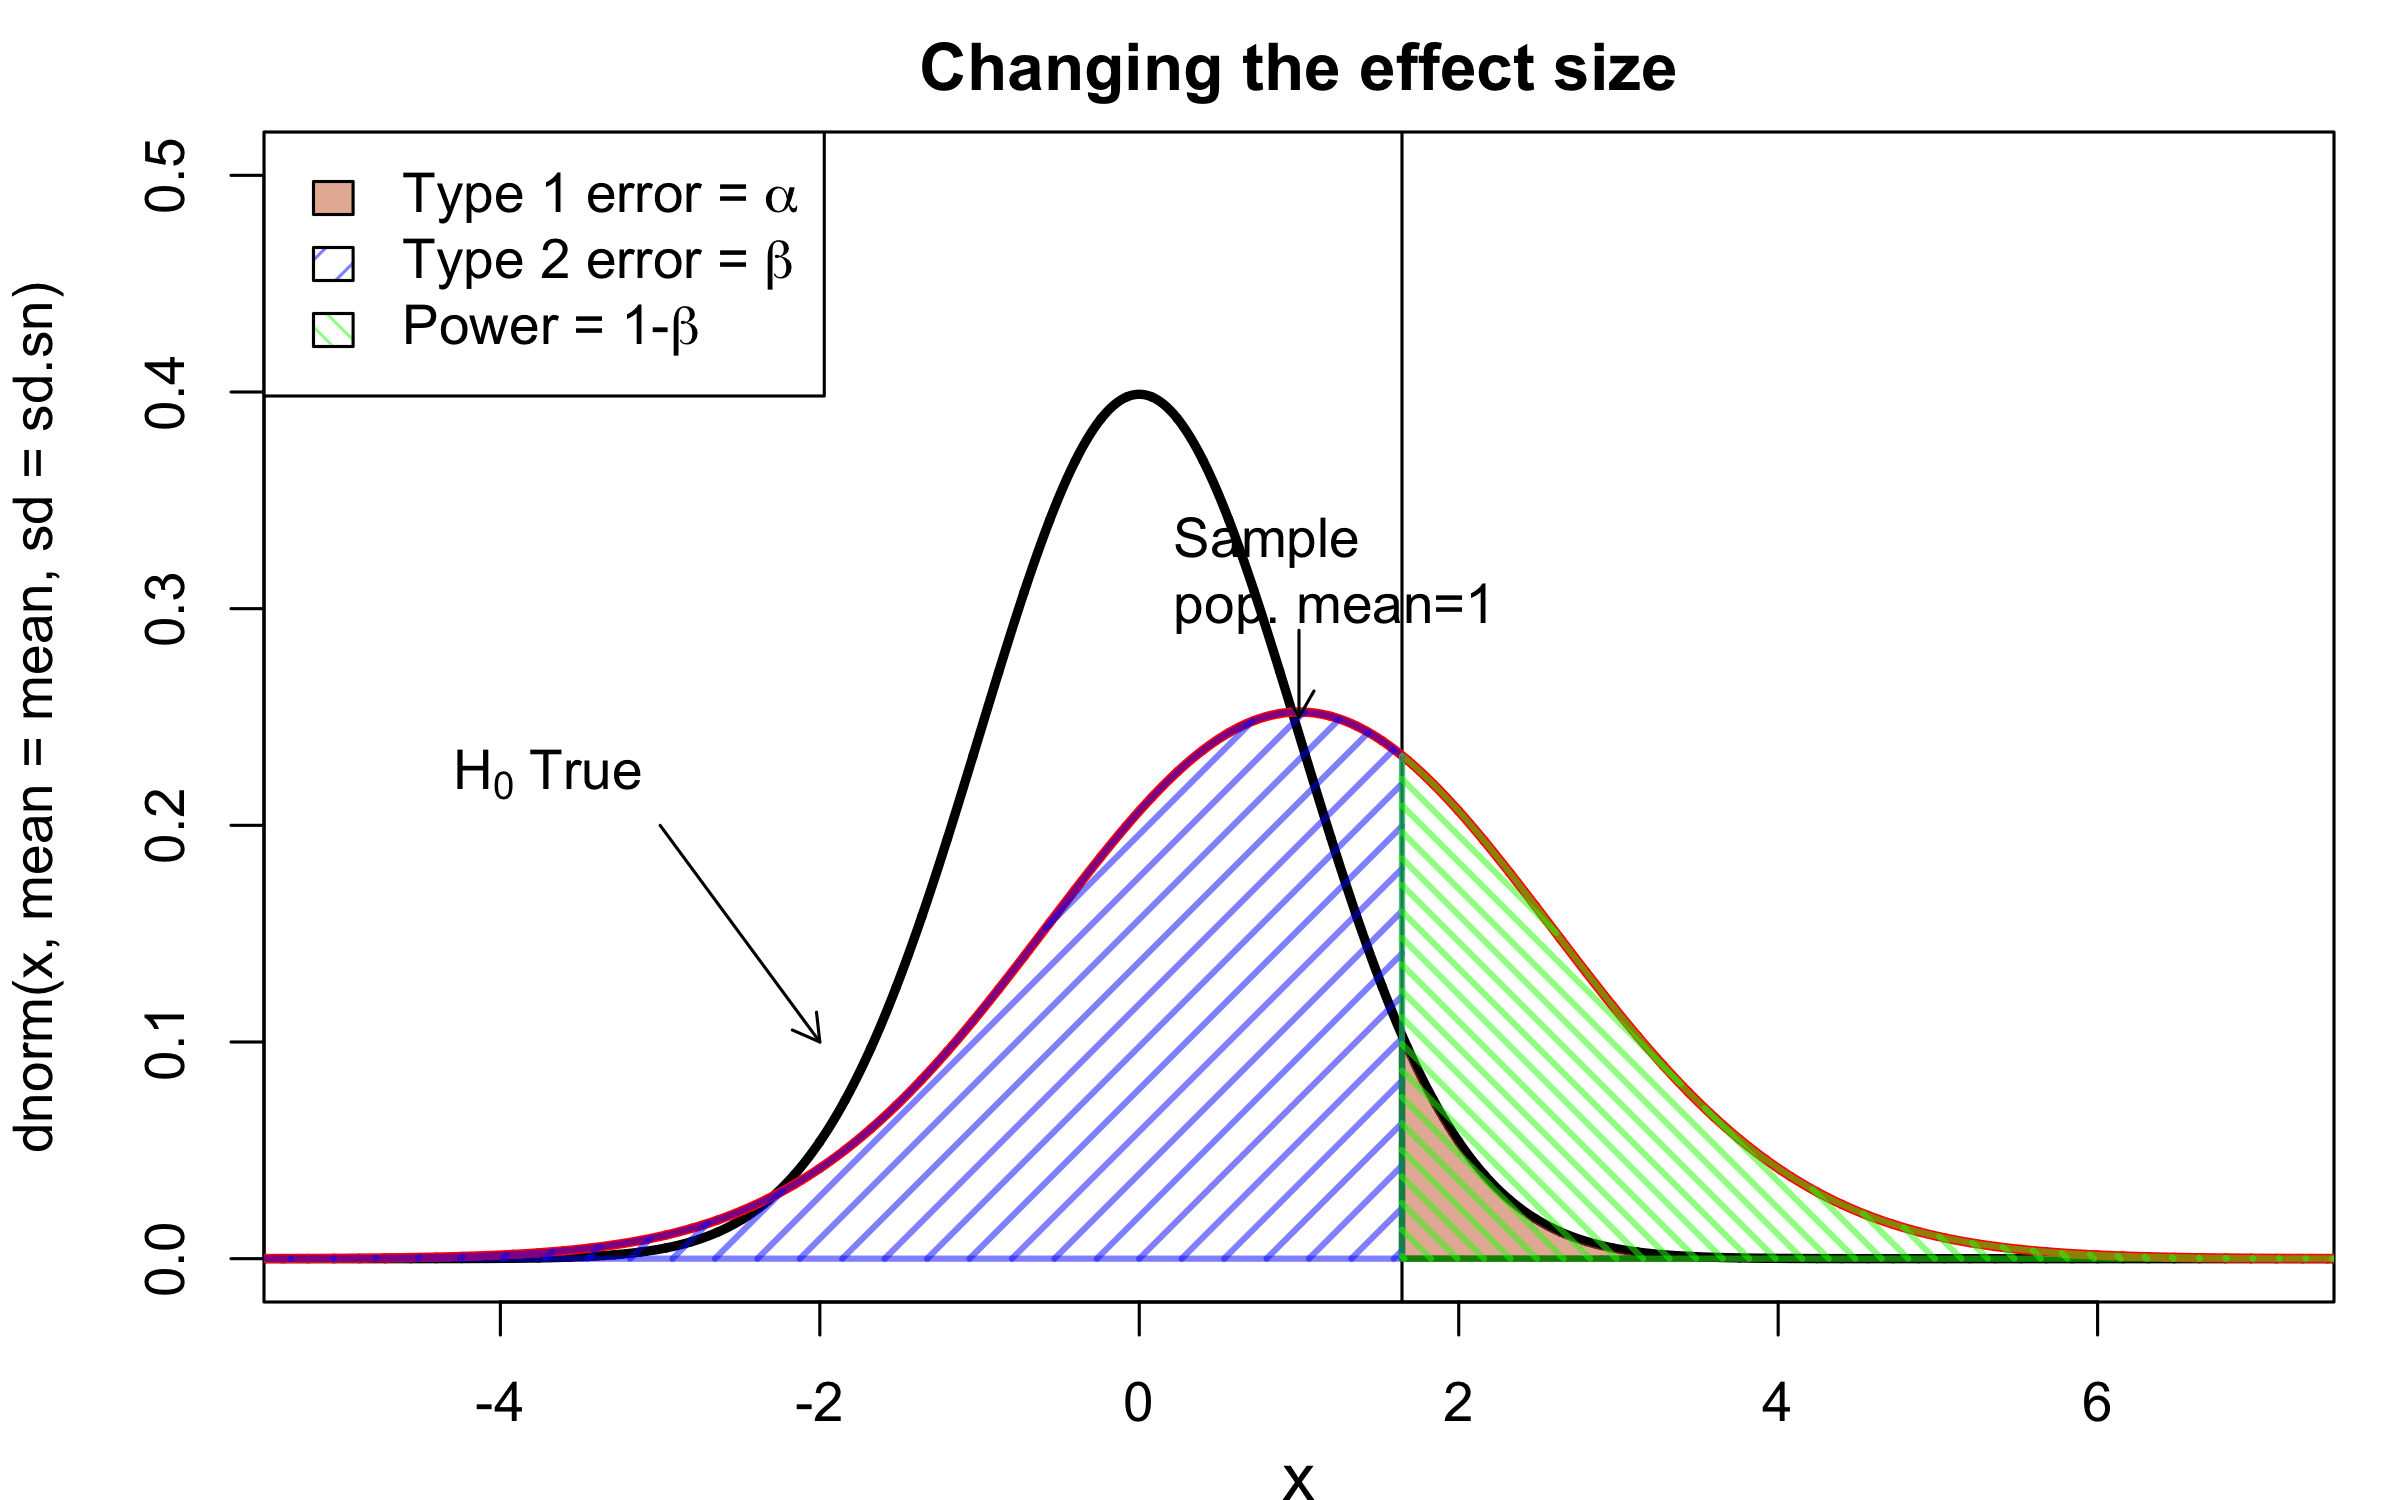 Changing the effect size
Type 1 error = α
Type 2 error = β
Power = 1-β
Sample
pop. mean=1
H₀ True
dnorm(x, mean = mean, sd = sd.sn)
0.5
0.4
0.3
0.2
0.1
0.0
-4 -2 0 2 4 6
x